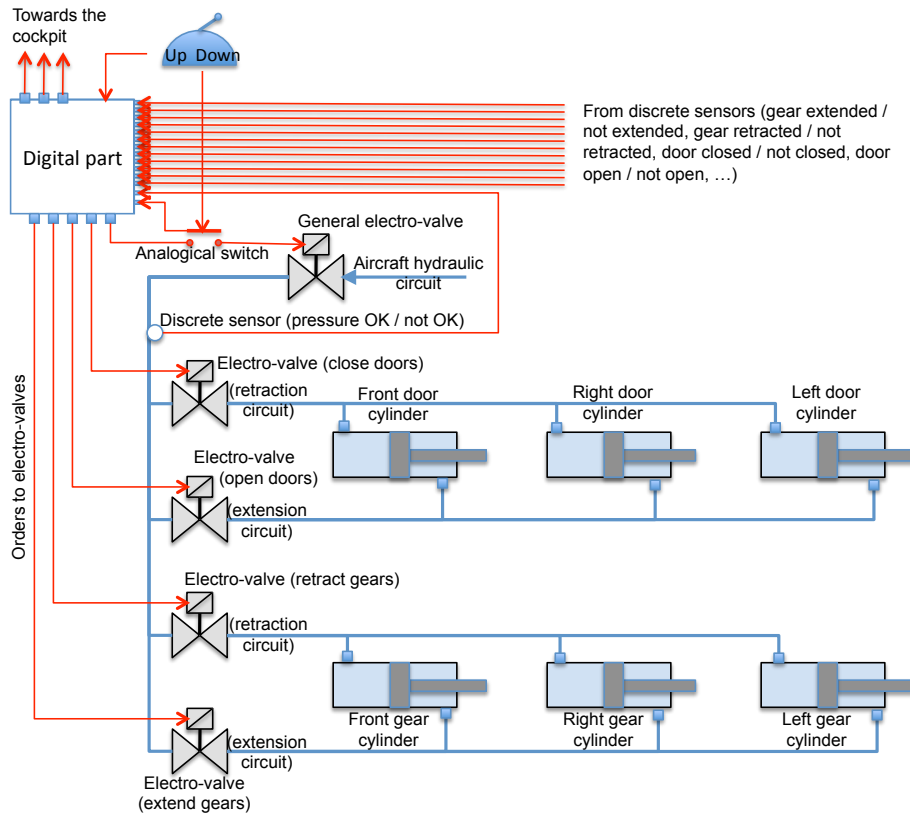 Towards the
cockpit
Up Down
Digital part
From discrete sensors (gear extended /
not extended, gear retracted / not
retracted, door closed / not closed, door
open / not open, …)
General electro-valve
Analogical switch
Aircraft hydraulic
circuit
Discrete sensor (pressure OK / not OK)
Orders to electro-valves
Electro-valve (close doors)
(retraction
circuit)
Front door
cylinder
Right door
cylinder
Left door
cylinder
Electro-valve
(open doors)
(extension
circuit)
Electro-valve (retract gears)
(retraction
circuit)
Front gear
cylinder
Right gear
cylinder
Left gear
cylinder
(extension
circuit)
Electro-valve
(extend gears)